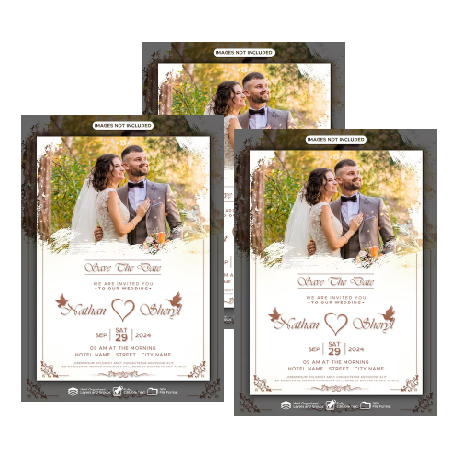 IMAGES NOT INCLUDED
IMAGES NOT INCLUDED
Save The Date
WE ARE INVITED YOU
TO OUR WEDDING
Nathan Sheryl
SEP SAT 29 2024
01 AM AT THE MORNING
HOTEL NAME STREET CITY NAME
IMAGES NOT INCLUDED
Save The Date
WE ARE INVITED YOU
TO OUR WEDDING
Nathan Sheryl
SEP SAT 29 2024
01 AM AT THE MORNING
HOTEL NAME STREET CITY NAME